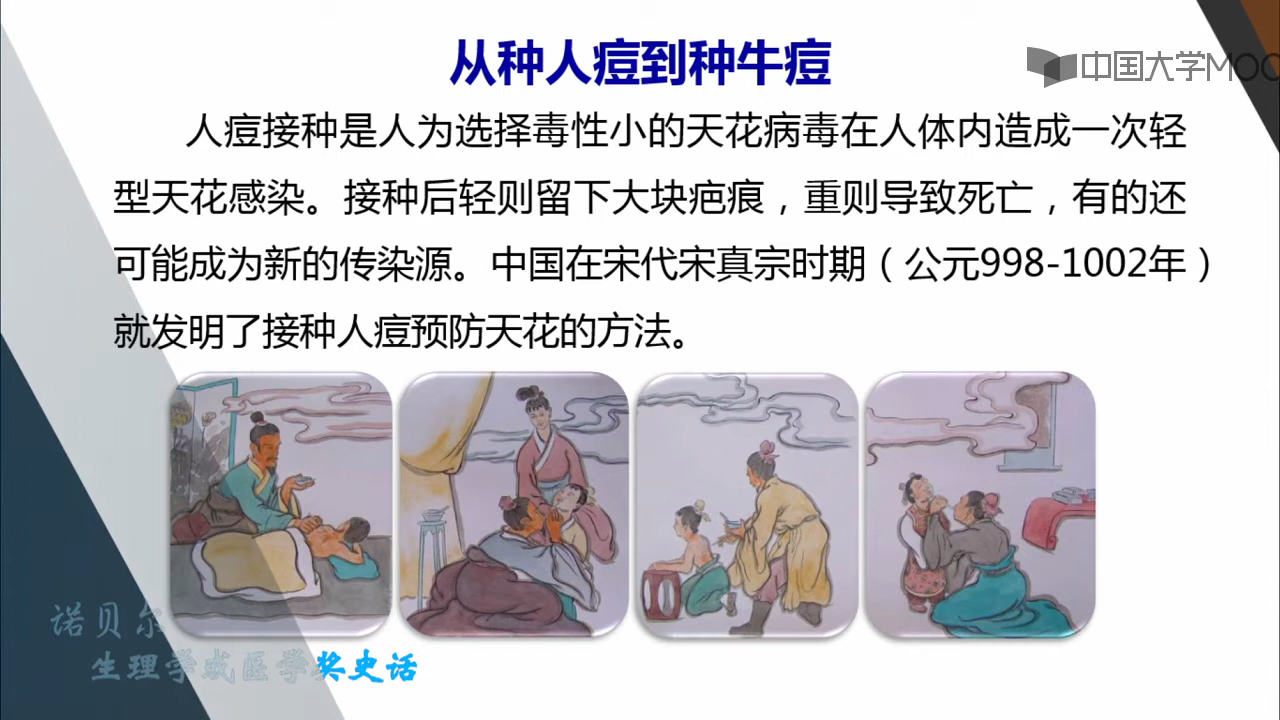 从种人痘到种牛痘
中国大学MOO
人痘接种是人为选择毒性小的天花病毒在人体内造成一次轻
型天花感染。接种后轻则留下大块疤痕，重则导致死亡，有的还
可能成为新的传染源。中国在宋代宋真宗时期（公元998-1002年）
就发明了接种人痘预防天花的方法。
诺贝尔
生理学或医学奖史话